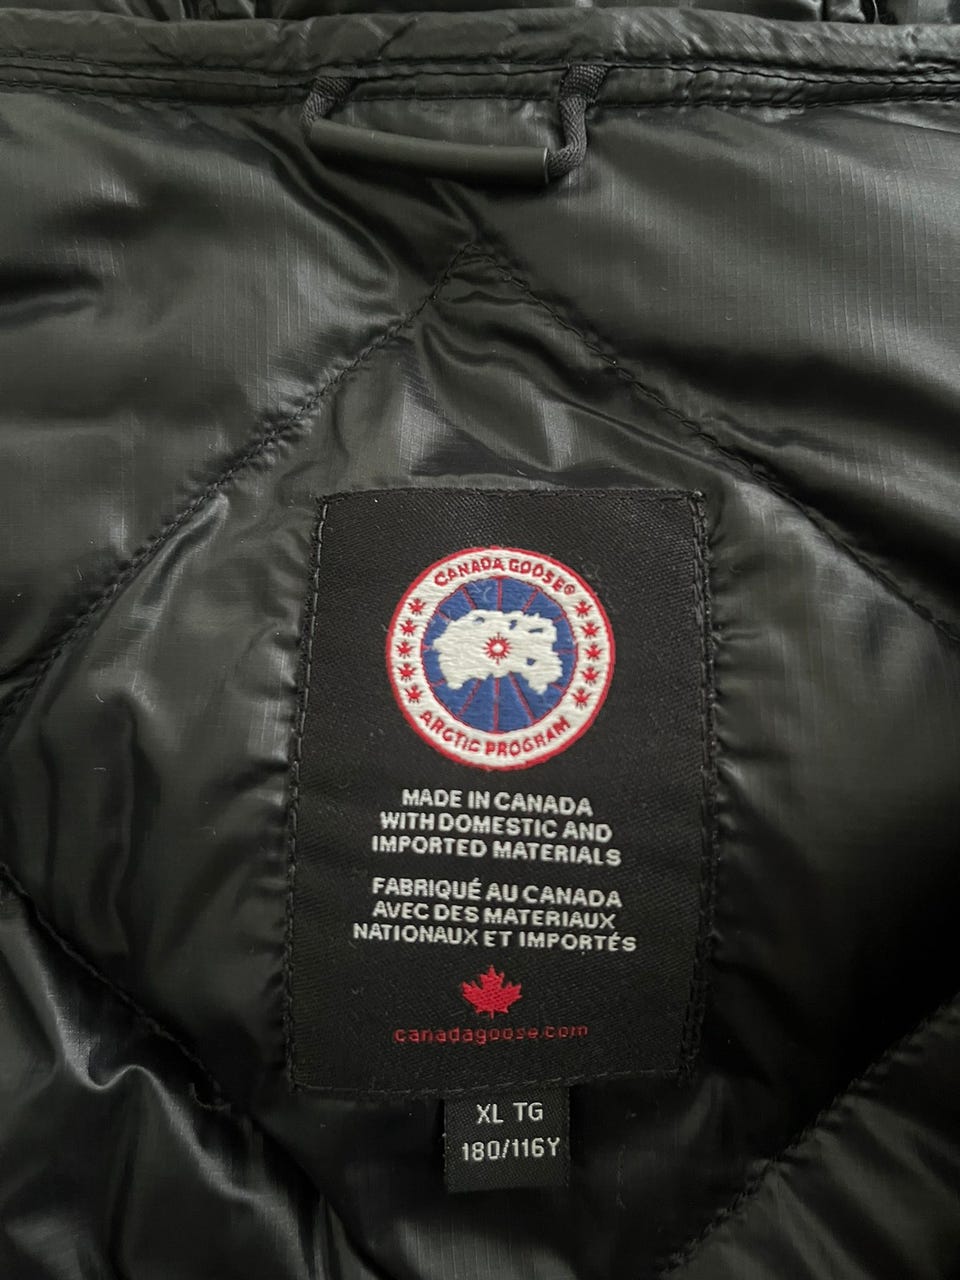 CANADA GOOSE®
ARCTIC PROGRAM
MADE IN CANADA
WITH DOMESTIC AND
IMPORTED MATERIALS
FABRIQUÉ AU CANADA
AVEC DES MATERIAUX
NATIONAUX ET IMPORTÉS
canadagoose.com
XL TG
180/116Y